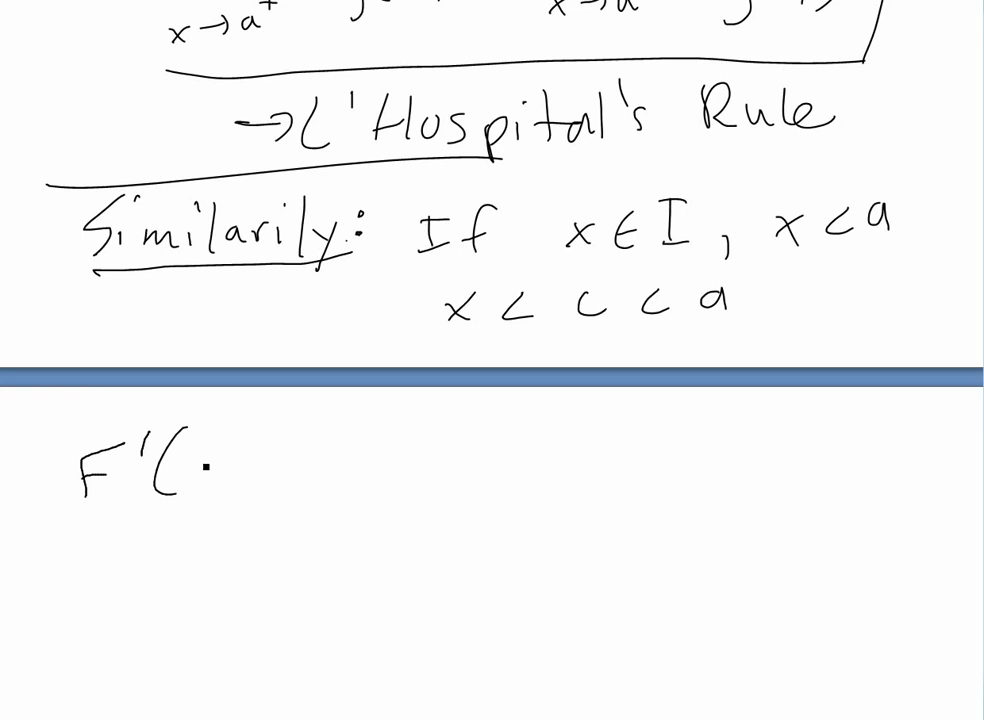 x→a⁺ x→a
→L'Hospital's Rule
Similarily: If x ∈ I, x < a
x < c < a
F'(